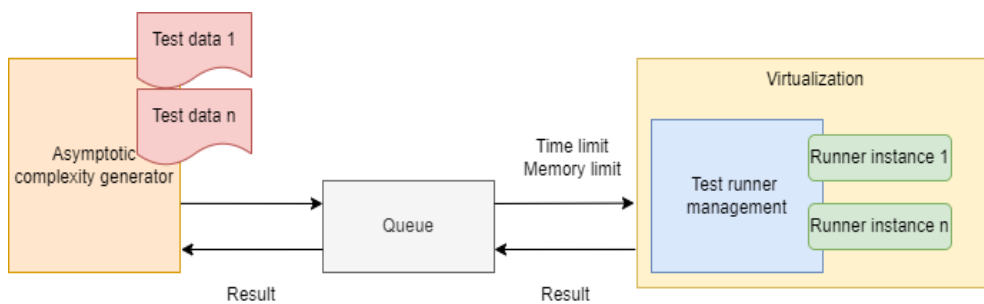 Test data 1
Test data n
Asymptotic
complexity generator
Queue
Time limit
Memory limit
Virtualization
Test runner
management
Runner instance 1
Runner instance n
Result
Result